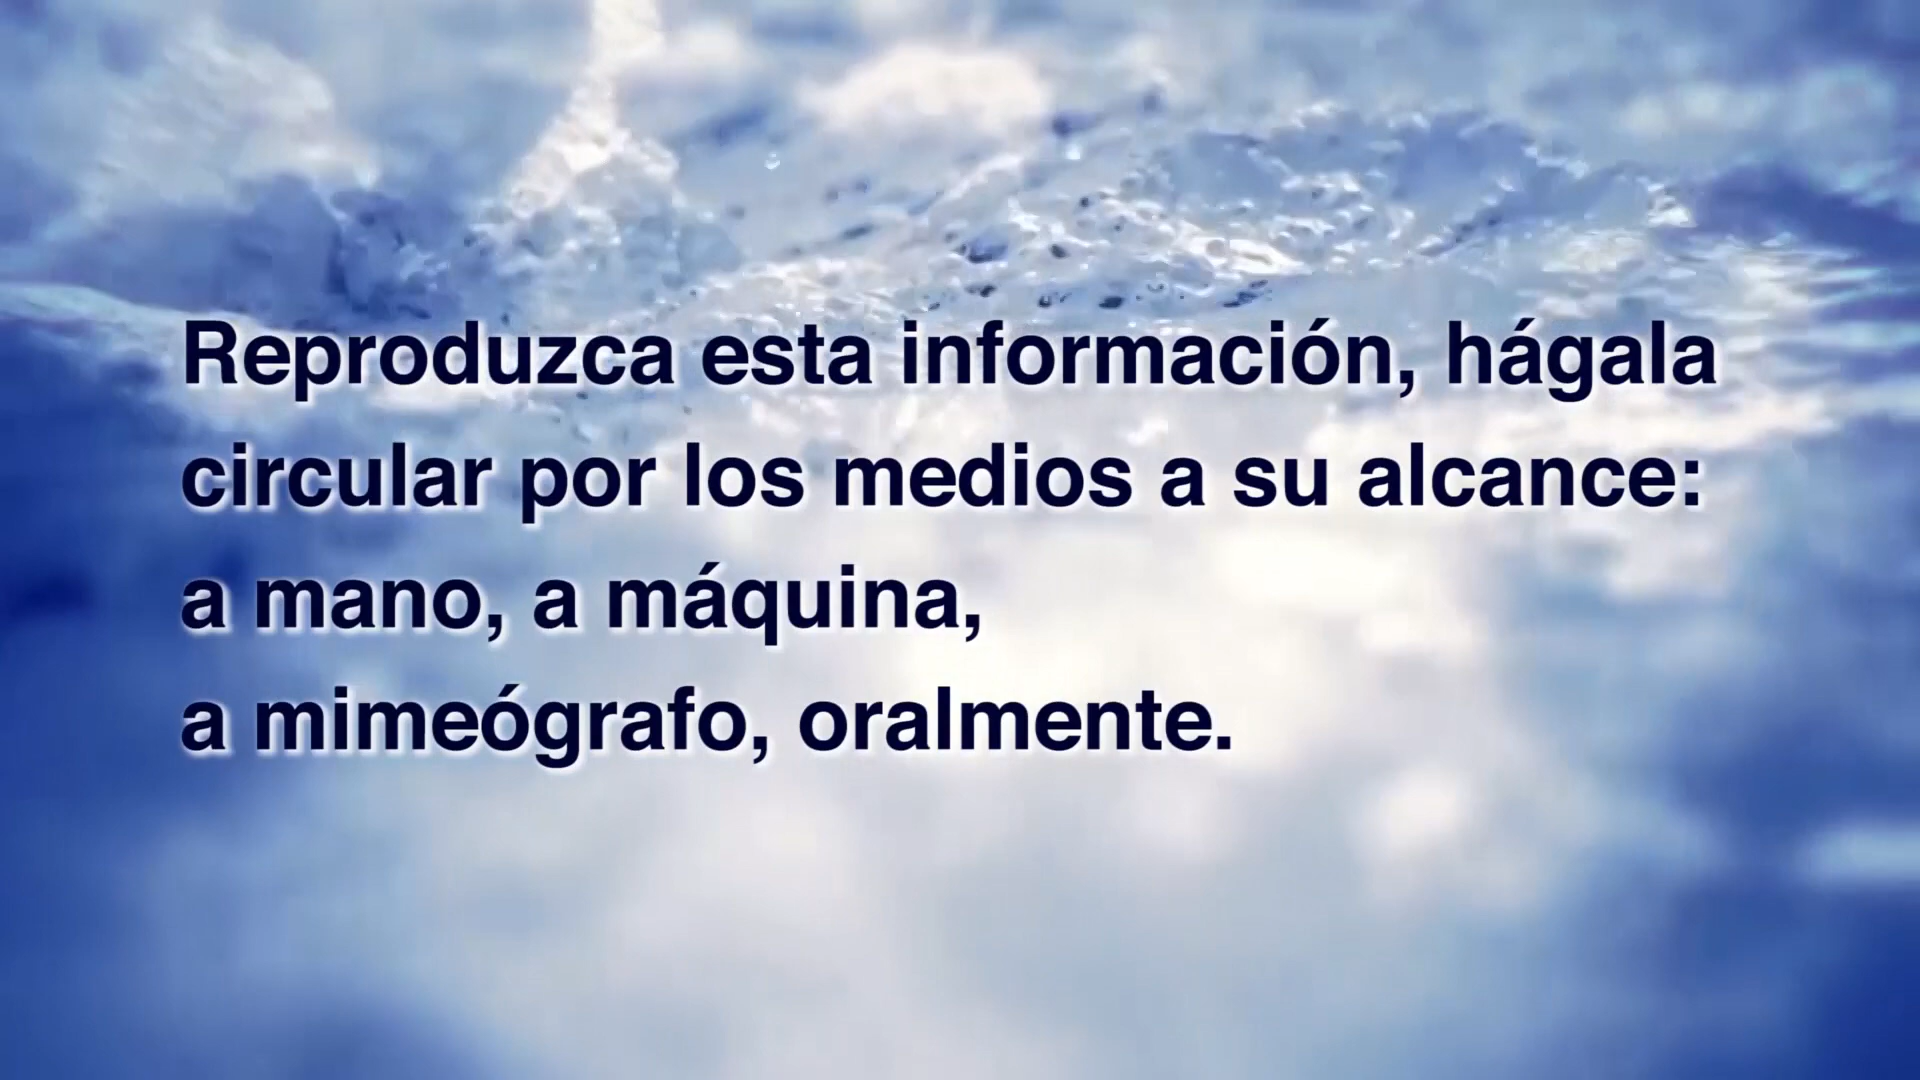 Reproduzca esta información, hágala
circular por los medios a su alcance:
a mano, a máquina,
a mimeógrafo, oralmente.